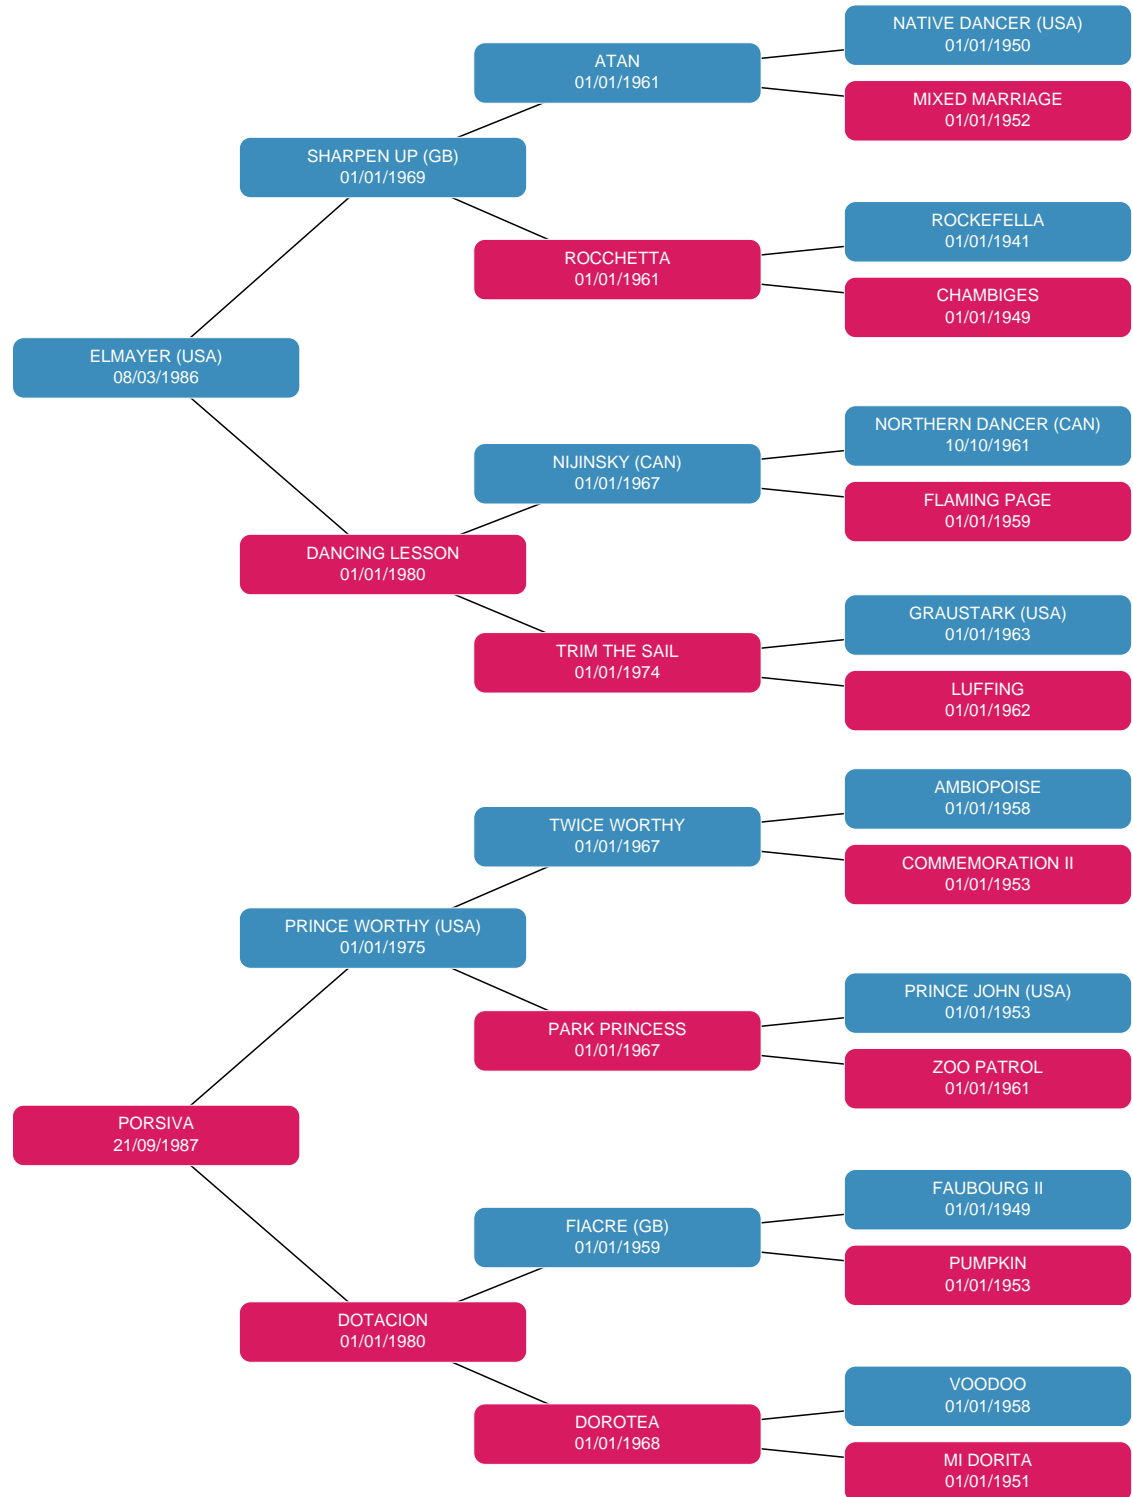 NATIVE DANCER (USA)
01/01/1950
ATAN
01/01/1961
MIXED MARRIAGE
01/01/1952
SHARPEN UP (GB)
01/01/1969
ROCKEFELLA
01/01/1941
ROCCHETTA
01/01/1961
CHAMBIGES
01/01/1949
ELMAYER (USA)
08/03/1986
NORTHERN DANCER (CAN)
10/10/1961
NIJINSKY (CAN)
01/01/1967
FLAMING PAGE
01/01/1959
DANCING LESSON
01/01/1980
GRAUSTARK (USA)
01/01/1963
TRIM THE SAIL
01/01/1974
LUFFING
01/01/1962
AMBIOPOISE
01/01/1958
TWICE WORTHY
01/01/1967
COMMEMORATION II
01/01/1953
PRINCE WORTHY (USA)
01/01/1975
PRINCE JOHN (USA)
01/01/1953
PARK PRINCESS
01/01/1967
ZOO PATROL
01/01/1961
PORSIVA
21/09/1987
FAUBOURG II
01/01/1949
FIACRE (GB)
01/01/1959
PUMPKIN
01/01/1953
DOTACION
01/01/1980
VOODOO
01/01/1958
DOROTEA
01/01/1968
MI DORITA
01/01/1951